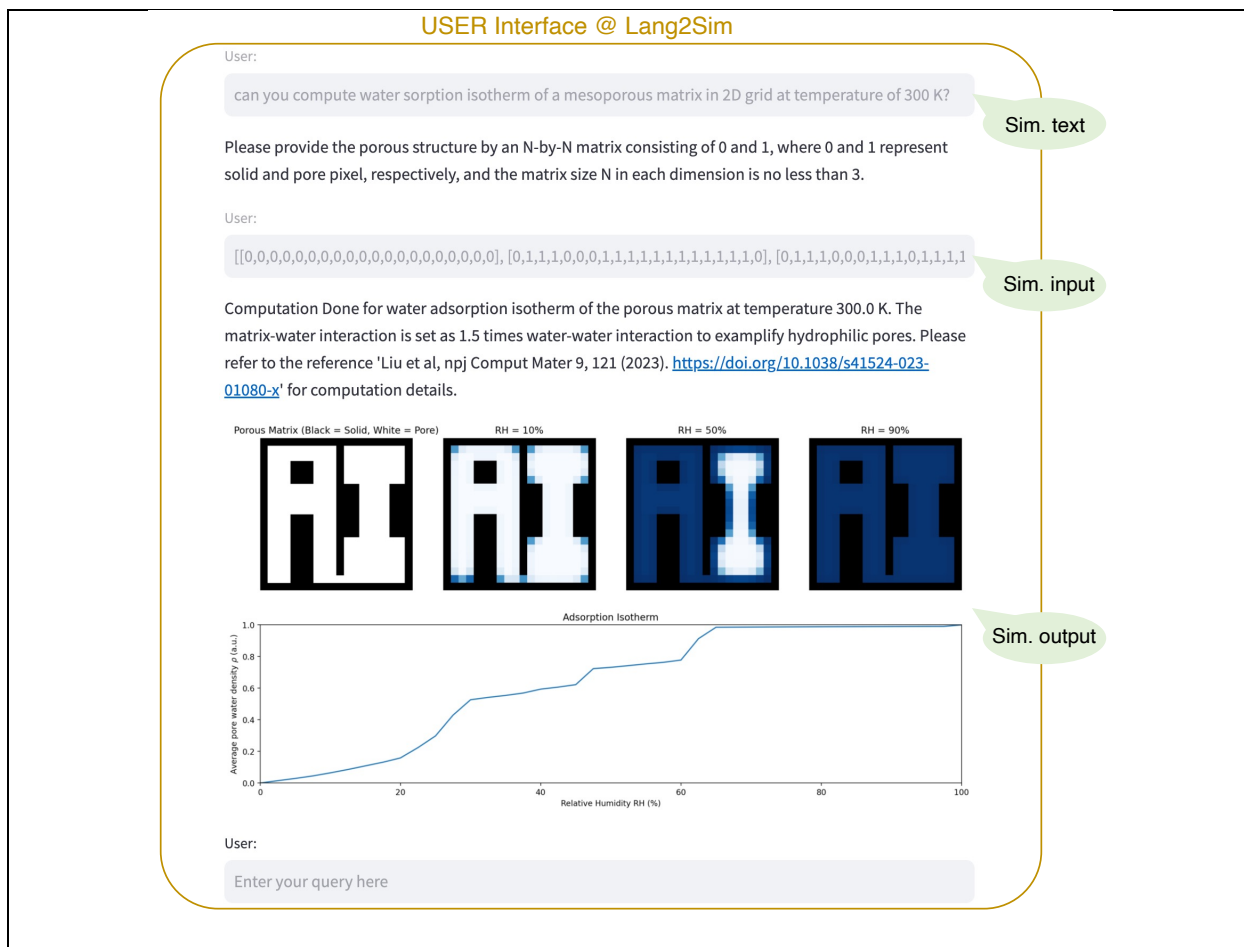 USER Interface @ Lang2Sim
User:
can you compute water sorption isotherm of a mesoporous matrix in 2D grid at temperature of 300 K?
Sim. text
Please provide the porous structure by an N-by-N matrix consisting of 0 and 1, where 0 and 1 represent
solid and pore pixel, respectively, and the matrix size N in each dimension is no less than 3.
User:
[[0,0,0,0,0,0,0,0,0,0,0,0,0,0,0,0,0,0,0,0], [0,1,1,1,0,0,0,1,1,1,1,1,1,1,1,1,1,1,1,0], [0,1,1,1,0,0,0,1,1,1,0,1,1,1,1
Sim. input
Computation Done for water adsorption isotherm of the porous matrix at temperature 300.0 K. The
matrix-water interaction is set as 1.5 times water-water interaction to examplify hydrophilic pores. Please
refer to the reference 'Liu et al, npj Comput Mater 9, 121 (2023). https://doi.org/10.1038/s41524-023-
01080-x' for computation details.
Porous Matrix (Black = Solid, White = Pore)
RH = 10%
RH = 50%
RH = 90%
AI
AI
AI
AI
Adsorption Isotherm
Sim. output
Average pore water density ρ (a.u.)
1.0
0.8
0.6
0.4
0.2
0.0
0 20 40 60 80 100
Relative Humidity RH (%)
User:
Enter your query here